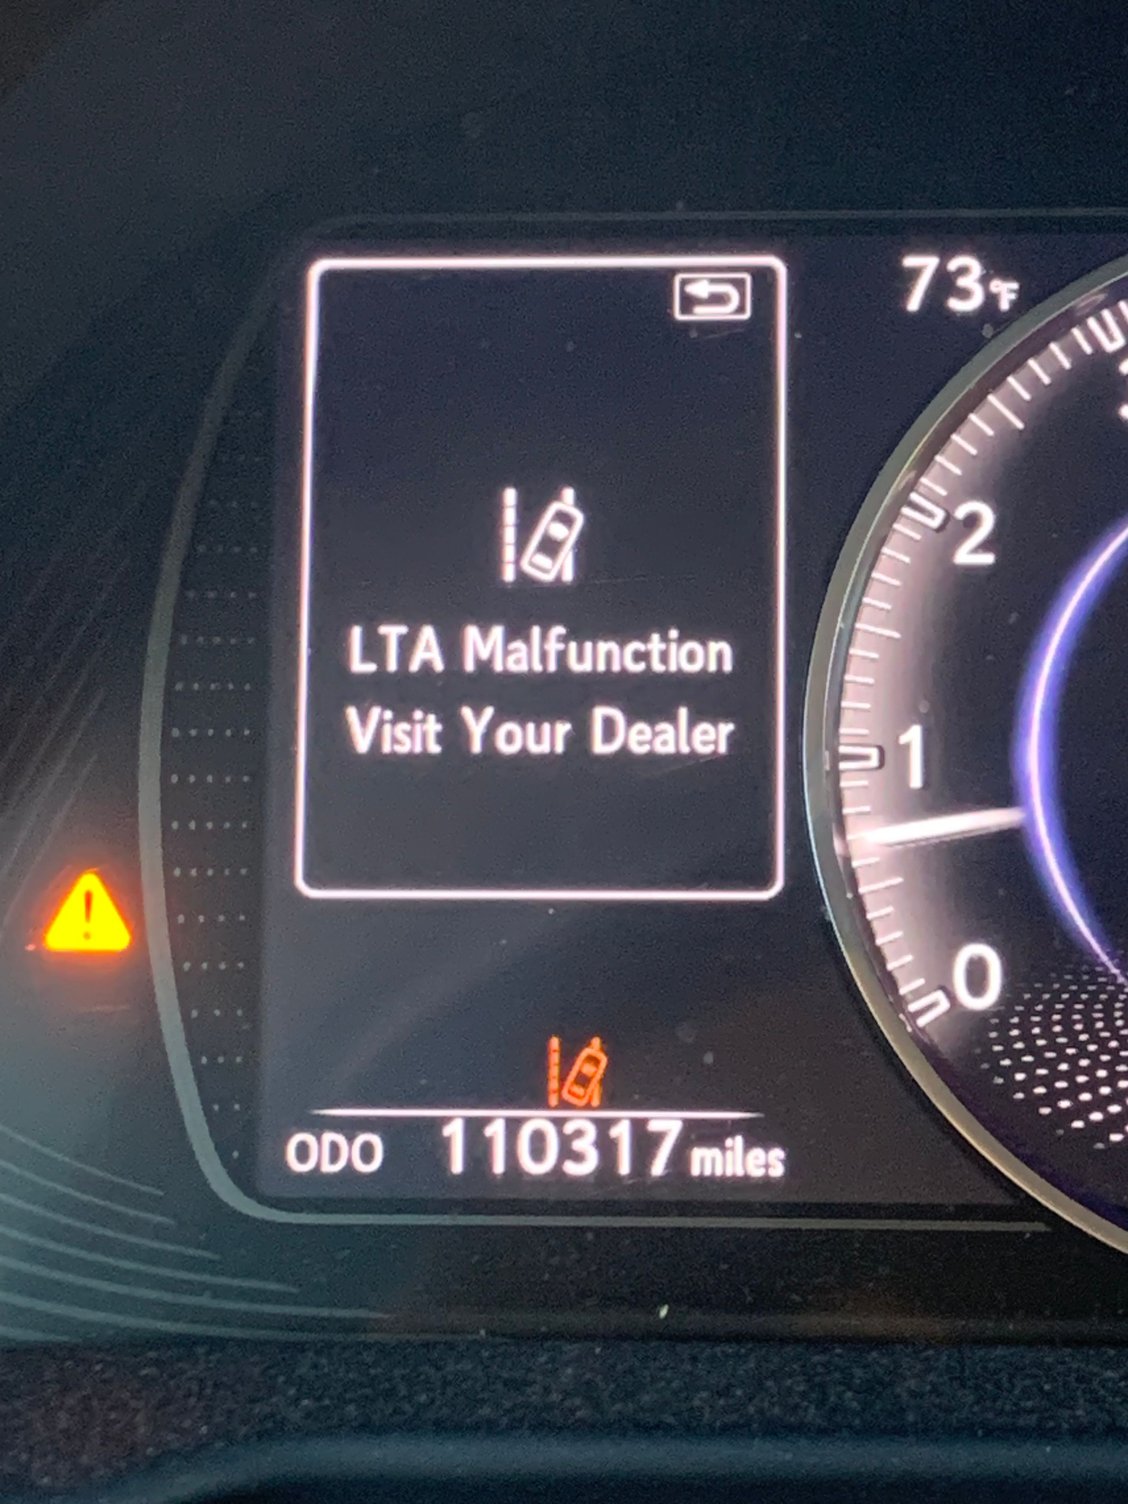 73°F
LTA Malfunction
Visit Your Dealer
2
1
0
ODO 110317 miles